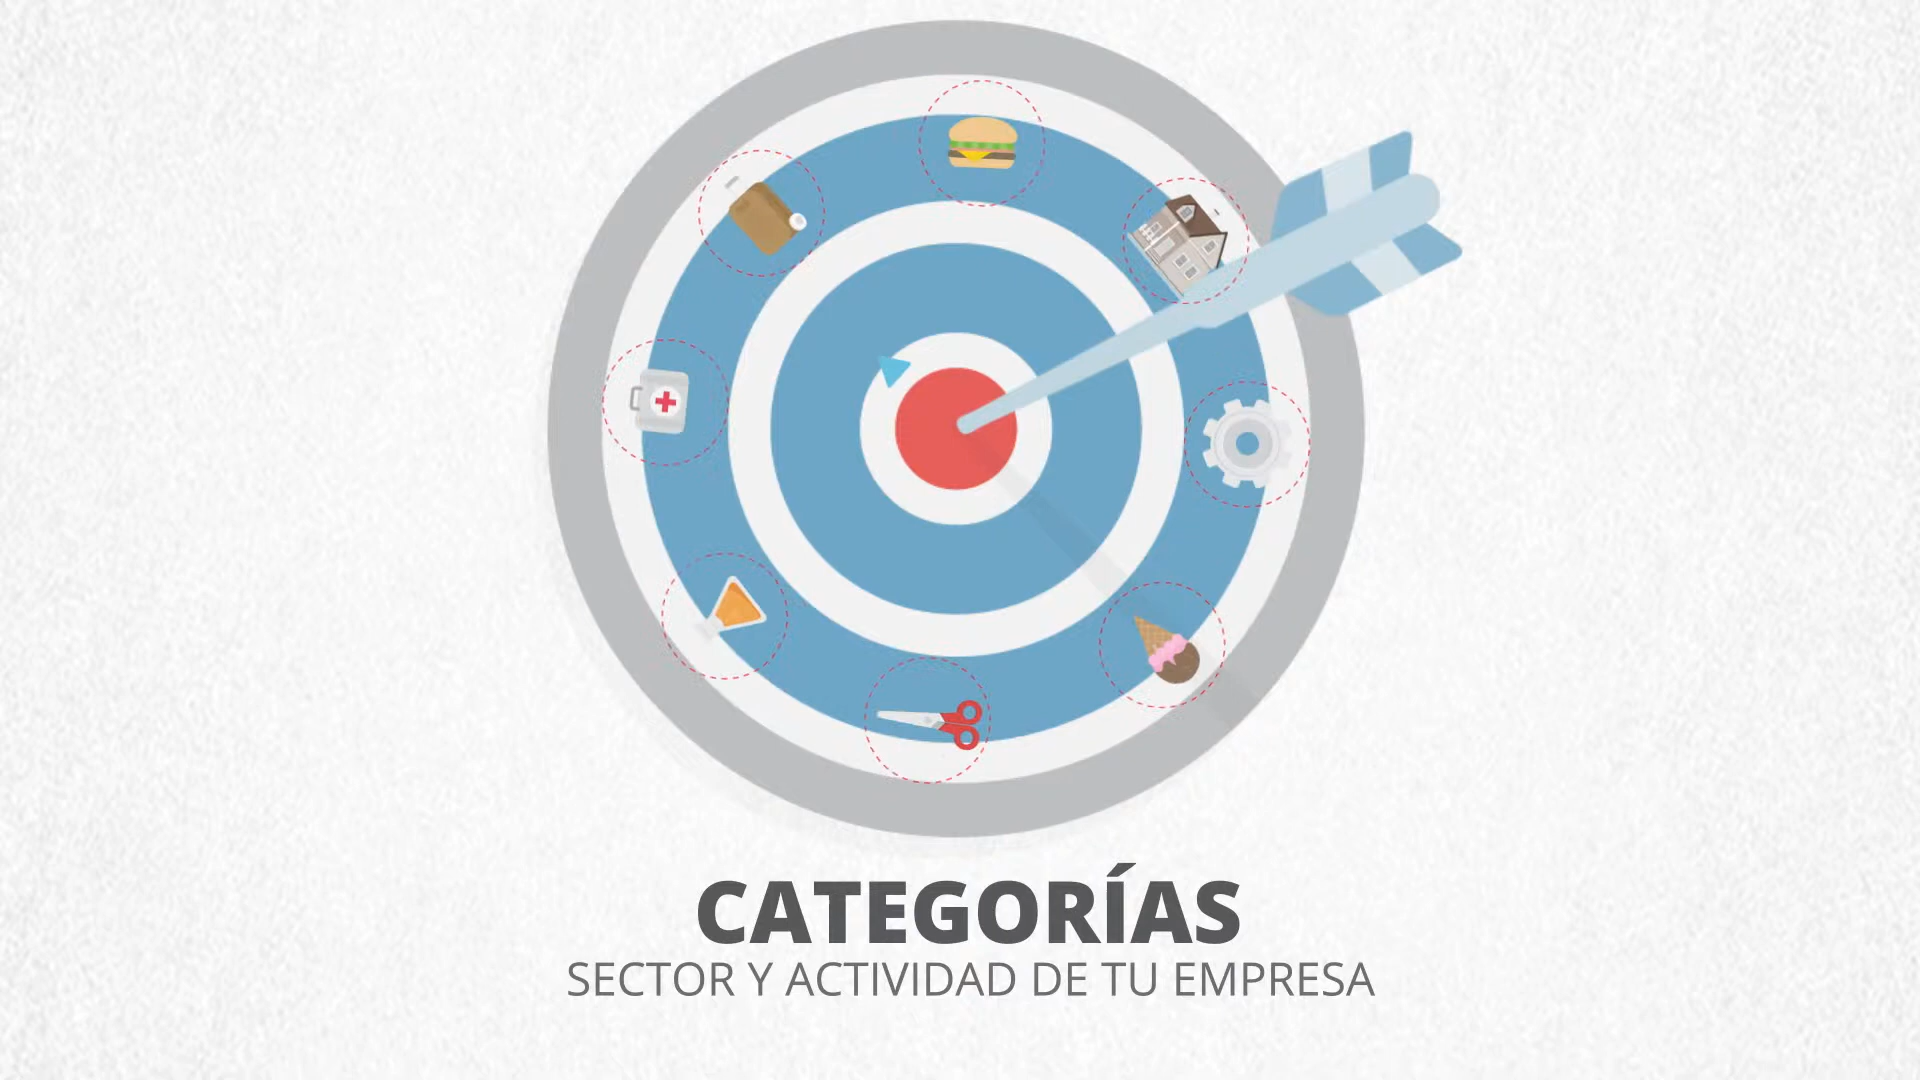 CATEGORÍAS
SECTOR Y ACTIVIDAD DE TU EMPRESA